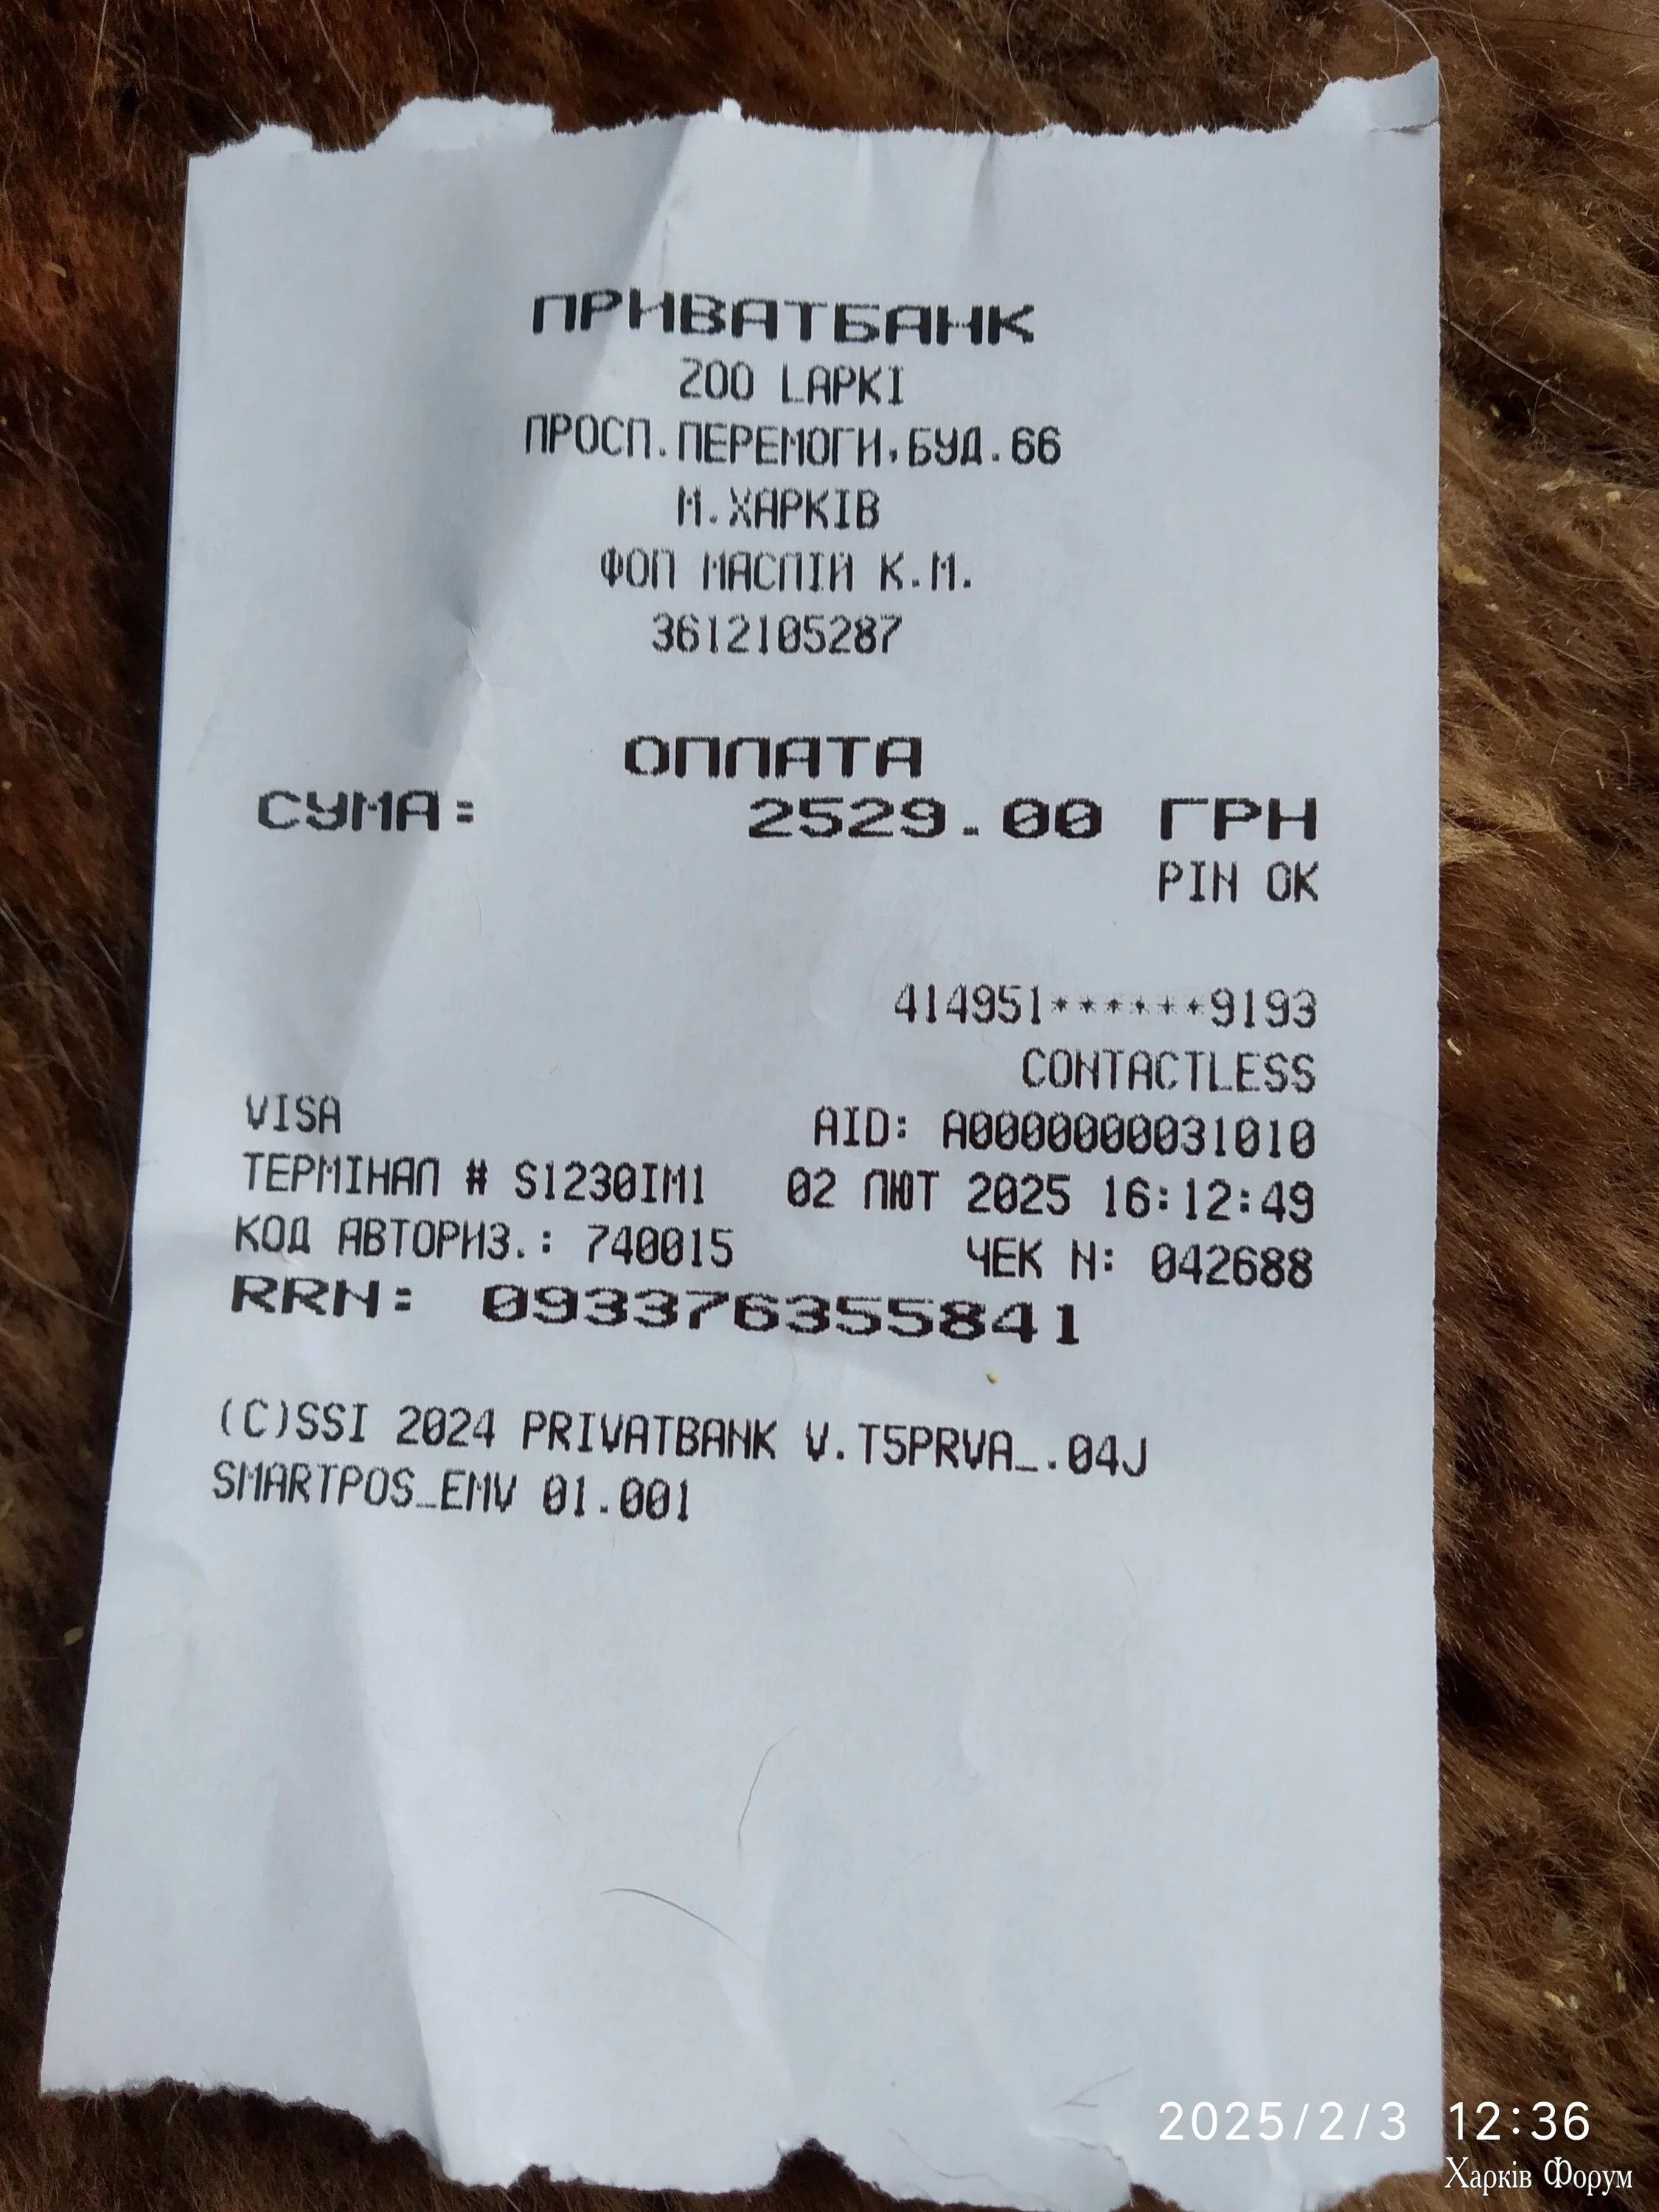 ПРИВАТБАНК
ZOO LAPKI
ПРОСП.ПЕРЕМОГИ,БУД.66
М.ХАРКІВ
ФОП МАСЛІЙ К.М.
3612105287
ОПЛАТА
СУМА: 2529.00 ГРН
PIN OK
414951******9193
CONTACTLESS
VISA AID: A0000000031010
ТЕРМІНАЛ # S1230IM1 02 ЛЮТ 2025 16:12:49
КОД АВТОРИЗ.: 740015 ЧЕК N: 042688
RRN: 093376355841
(C)SSI 2024 PRIVATBANK V.T5PRVA_.04J
SMARTPOS_EMV 01.001
2025/2/3 12:36
Харків Форум